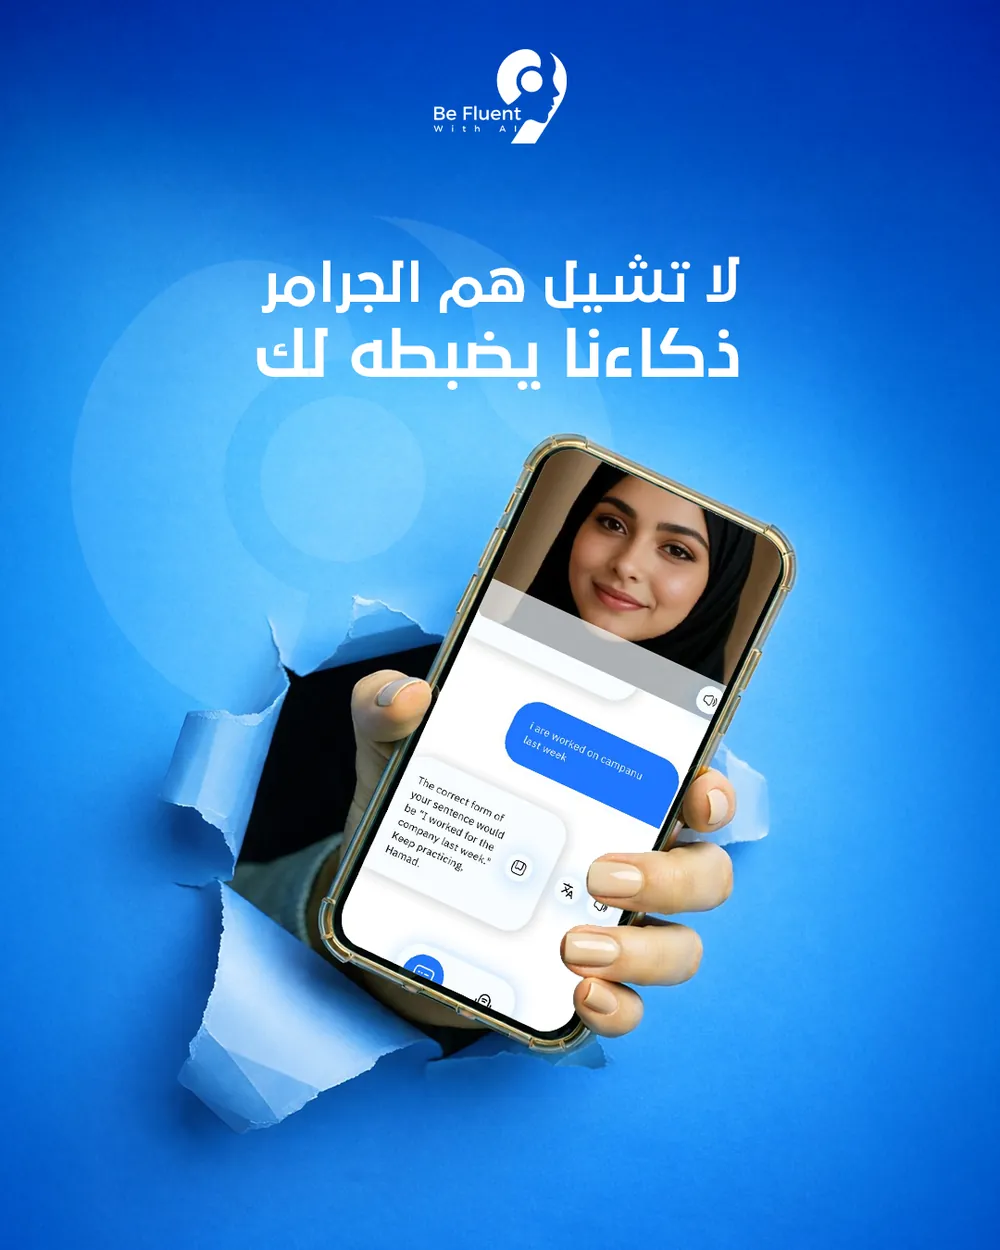 Be Fluent
With AI
لا تشيل هم الجرامر
ذكاءنا يضبطه لك
i are worked on campanu
last week
The correct form of
your sentence would
be "I worked for the
company last week."
Keep practicing,
Hamad.